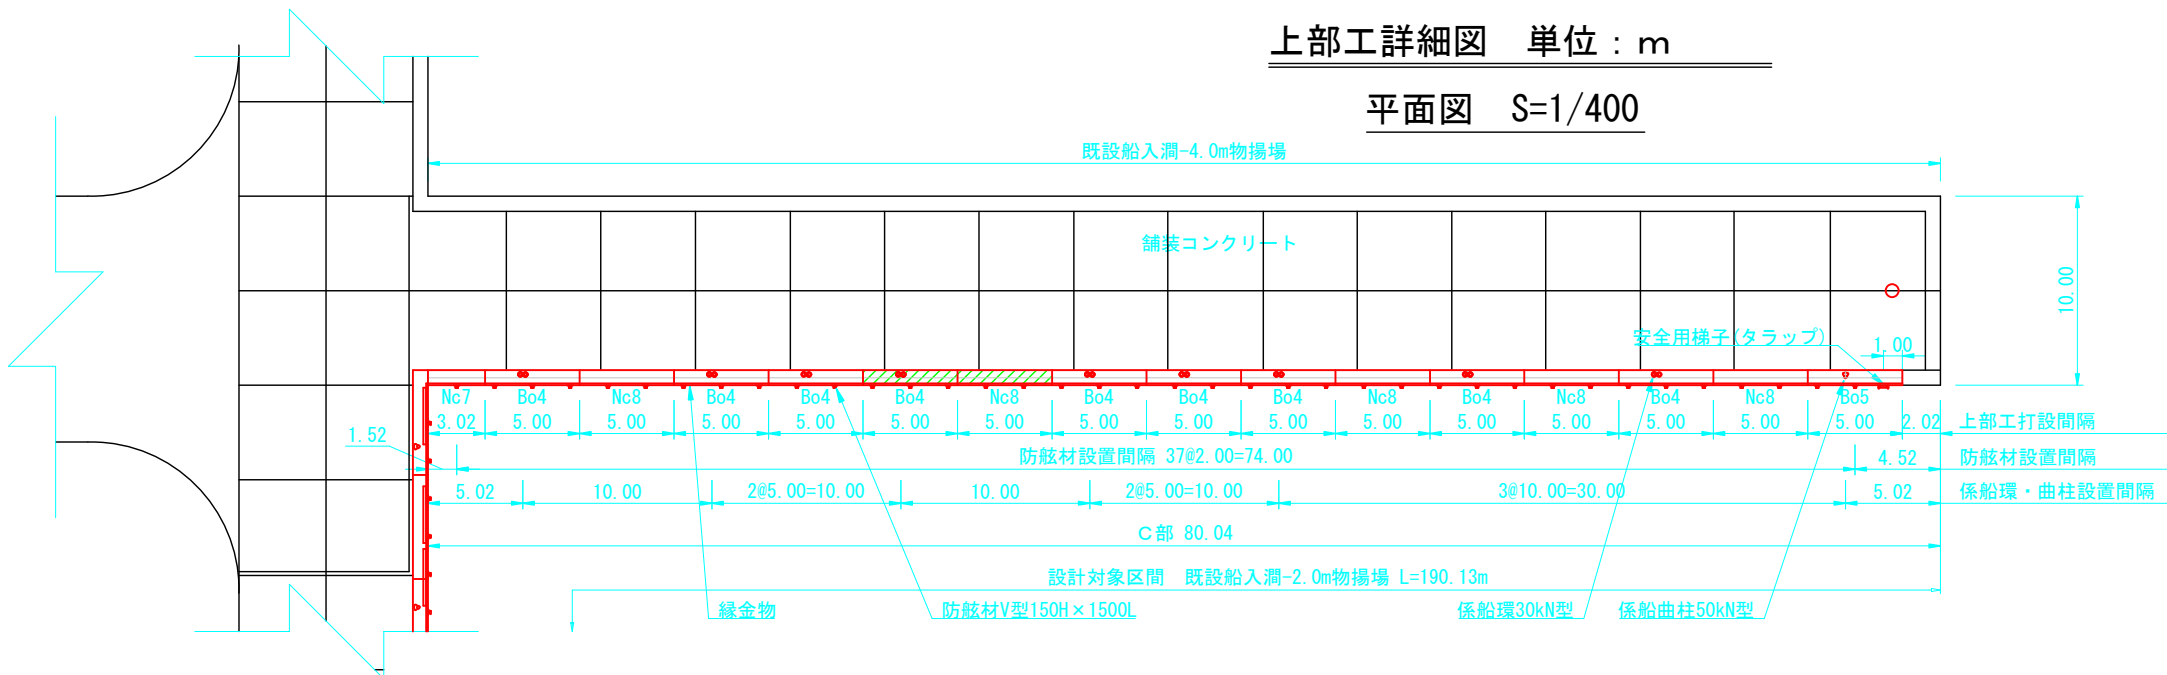 上部工詳細図　単位：m
平面図　S=1/400
既設船入澗-4.0m物揚場
舗装コンクリート
10.00
安全用梯子(タラップ)
1.00
Nc7 Bo4 Nc8 Bo4 Bo4 Bo4 Nc8 Bo4 Bo4 Bo4 Nc8 Bo4 Nc8 Bo4 Nc8 Bo5
3.02 5.00 5.00 5.00 5.00 5.00 5.00 5.00 5.00 5.00 5.00 5.00 5.00 5.00 5.00 5.00 2.02 上部工打設間隔
1.52
防舷材設置間隔 37@2.00=74.00 4.52 防舷材設置間隔
5.02 10.00 2@5.00=10.00 10.00 2@5.00=10.00 3@10.00=30.00 5.02 係船環・曲柱設置間隔
C部 80.04
設計対象区間　既設船入澗-2.0m物揚場 L=190.13m
縁金物 防舷材V型150H×1500L 係船環30kN型 係船曲柱50kN型